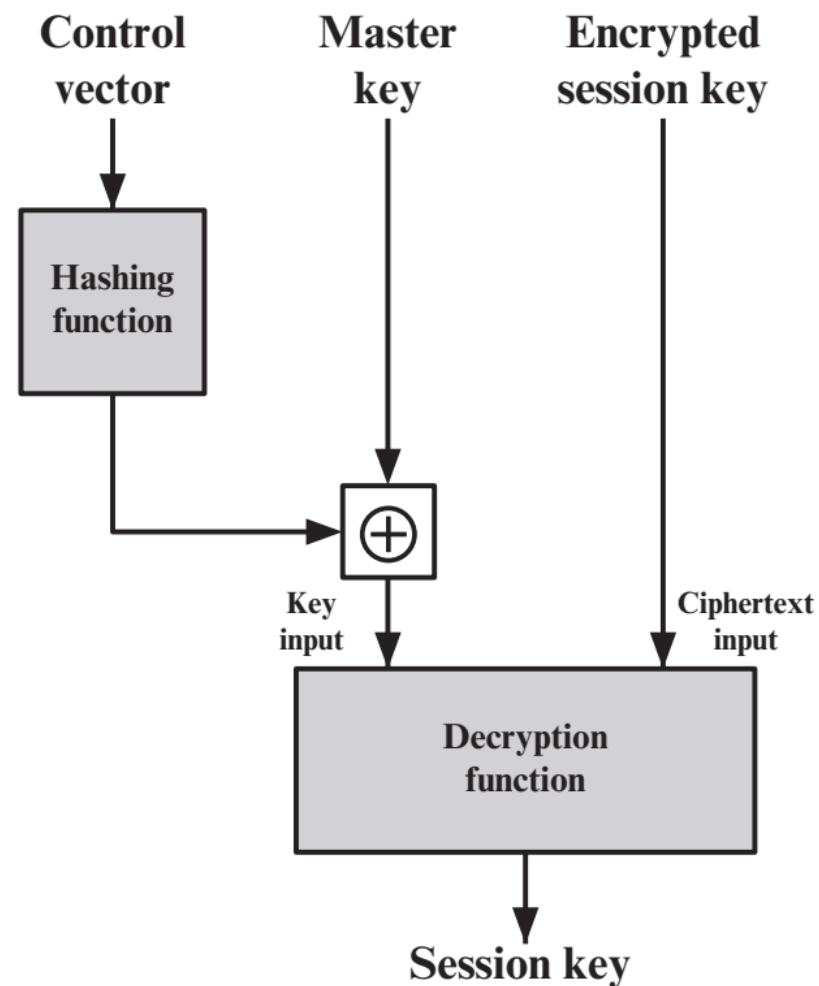 Control
vector
Master
key
Encrypted
session key
Hashing
function
Key
input
Ciphertext
input
Decryption
function
Session key